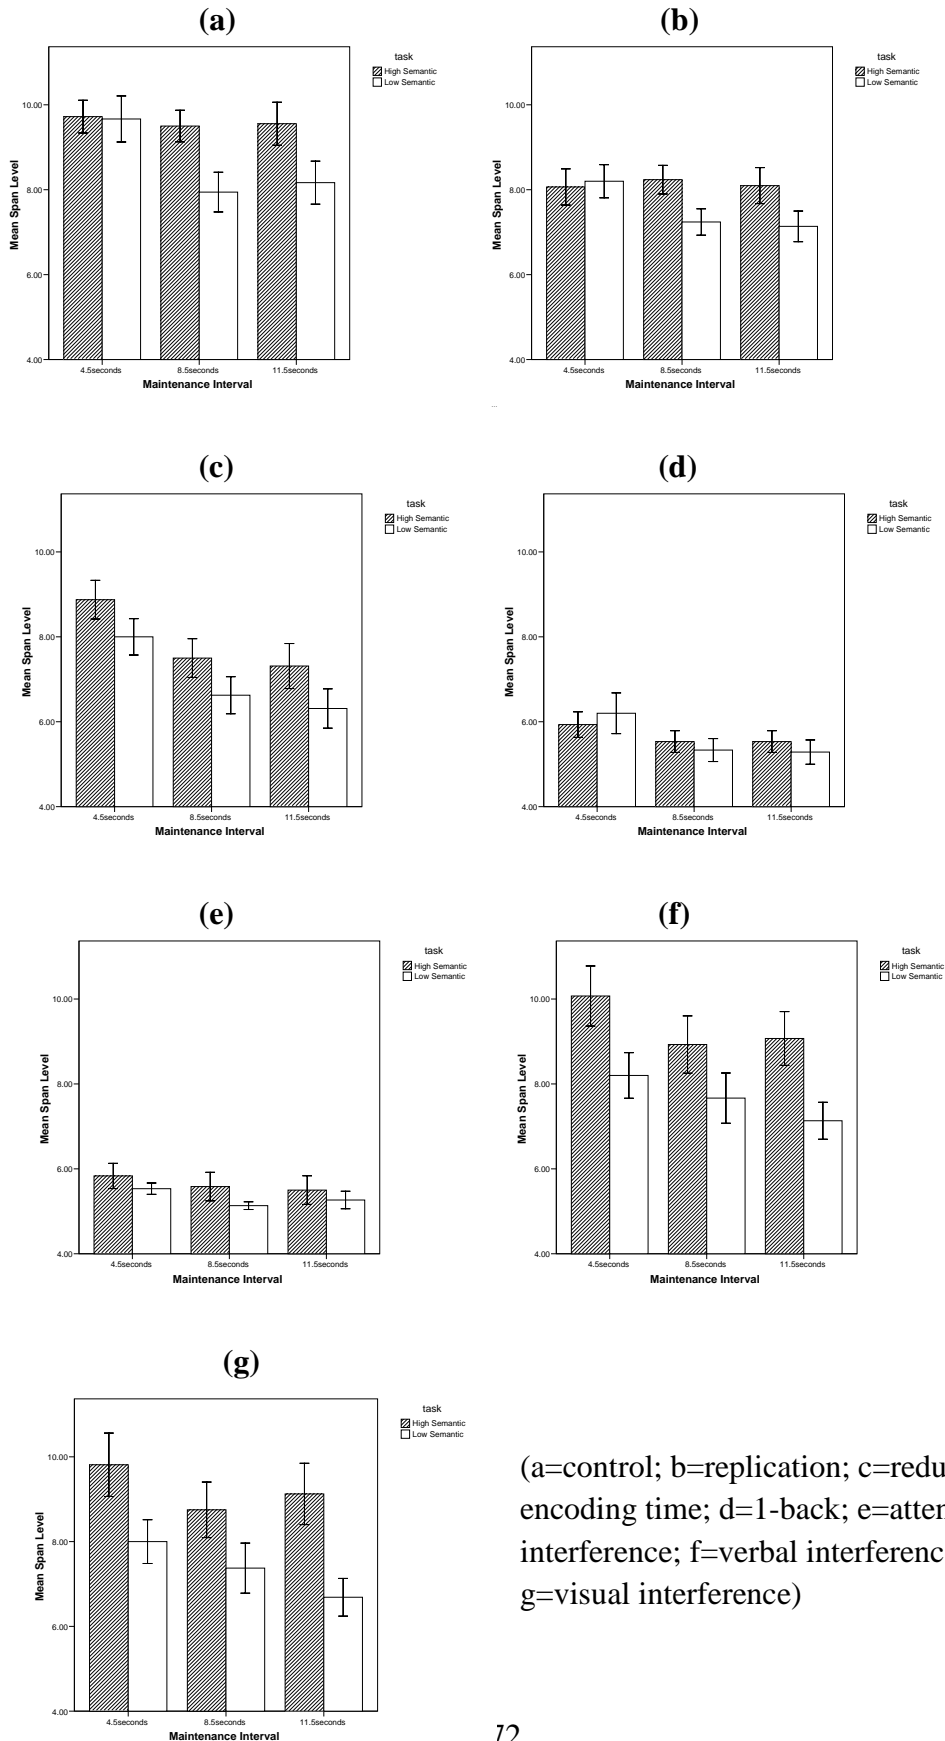 (a)
task
High Semantic
Low Semantic
Mean Span Level
10.00
8.00
6.00
4.00
4.5seconds 8.5seconds 11.5seconds
Maintenance Interval
(b)
task
High Semantic
Low Semantic
Mean Span Level
10.00
8.00
6.00
4.00
4.5seconds 8.5seconds 11.5seconds
Maintenance Interval
(c)
task
High Semantic
Low Semantic
Mean Span Level
10.00
8.00
6.00
4.00
4.5seconds 8.5seconds 11.5seconds
Maintenance Interval
(d)
task
High Semantic
Low Semantic
Mean Span Level
10.00
8.00
6.00
4.00
4.5seconds 8.5seconds 11.5seconds
Maintenance Interval
(e)
task
High Semantic
Low Semantic
Mean Span Level
10.00
8.00
6.00
4.00
4.5seconds 8.5seconds 11.5seconds
Maintenance Interval
(f)
task
High Semantic
Low Semantic
Mean Span Level
10.00
8.00
6.00
4.00
4.5seconds 8.5seconds 11.5seconds
Maintenance Interval
(g)
task
High Semantic
Low Semantic
Mean Span Level
10.00
8.00
6.00
4.00
4.5seconds 8.5seconds 11.5seconds
Maintenance Interval
(a=control; b=replication; c=redu
encoding time; d=1-back; e=atten
interference; f=verbal interferenc
g=visual interference)